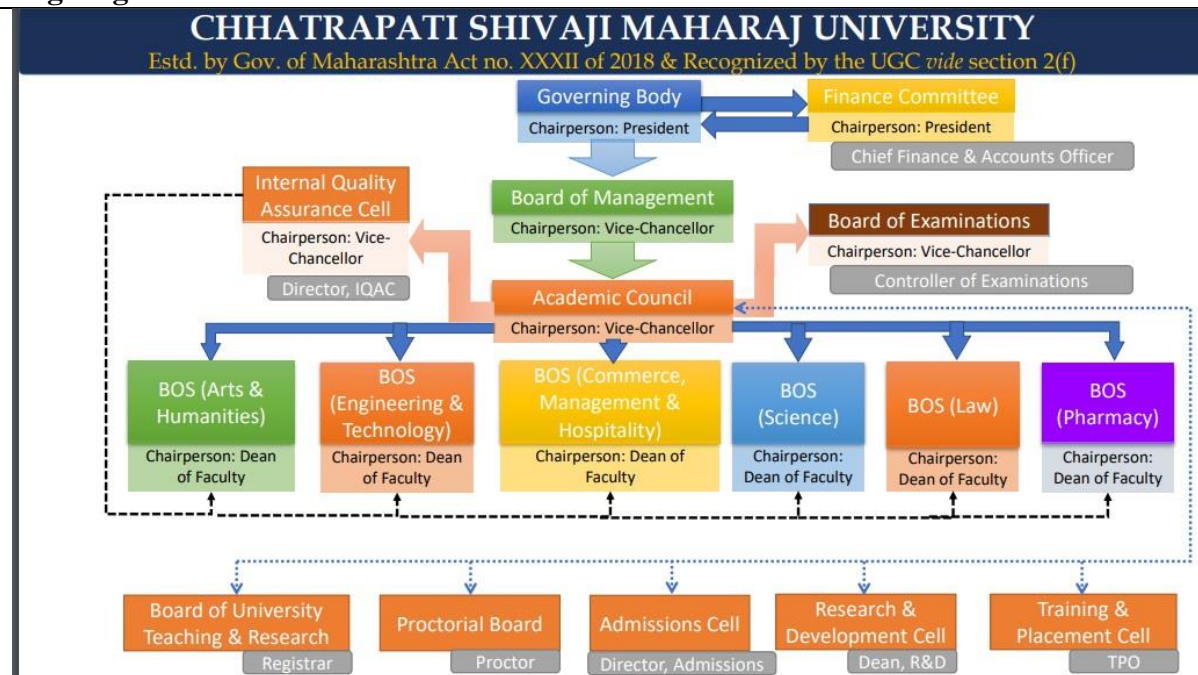 CHHATRAPATI SHIVAJI MAHARAJ UNIVERSITY
Estd. by Gov. of Maharashtra Act no. XXXII of 2018 & Recognized by the UGC vide section 2(f)
Governing Body
Chairperson: President
Finance Committee
Chairperson: President
Chief Finance & Accounts Officer
Internal Quality
Assurance Cell
Chairperson: Vice-
Chancellor
Director, IQAC
Board of Management
Chairperson: Vice-Chancellor
Board of Examinations
Chairperson: Vice-Chancellor
Controller of Examinations
Academic Council
Chairperson: Vice-Chancellor
BOS (Arts &
Humanities)
Chairperson: Dean
of Faculty
BOS
(Engineering &
Technology)
Chairperson: Dean
of Faculty
BOS (Commerce,
Management &
Hospitality)
Chairperson: Dean of
Faculty
BOS
(Science)
Chairperson:
Dean of Faculty
BOS (Law)
Chairperson:
Dean of Faculty
BOS
(Pharmacy)
Chairperson:
Dean of Faculty
Board of University
Teaching & Research
Registrar
Proctorial Board
Proctor
Admissions Cell
Director, Admissions
Research &
Development Cell
Dean, R&D
Training &
Placement Cell
TPO